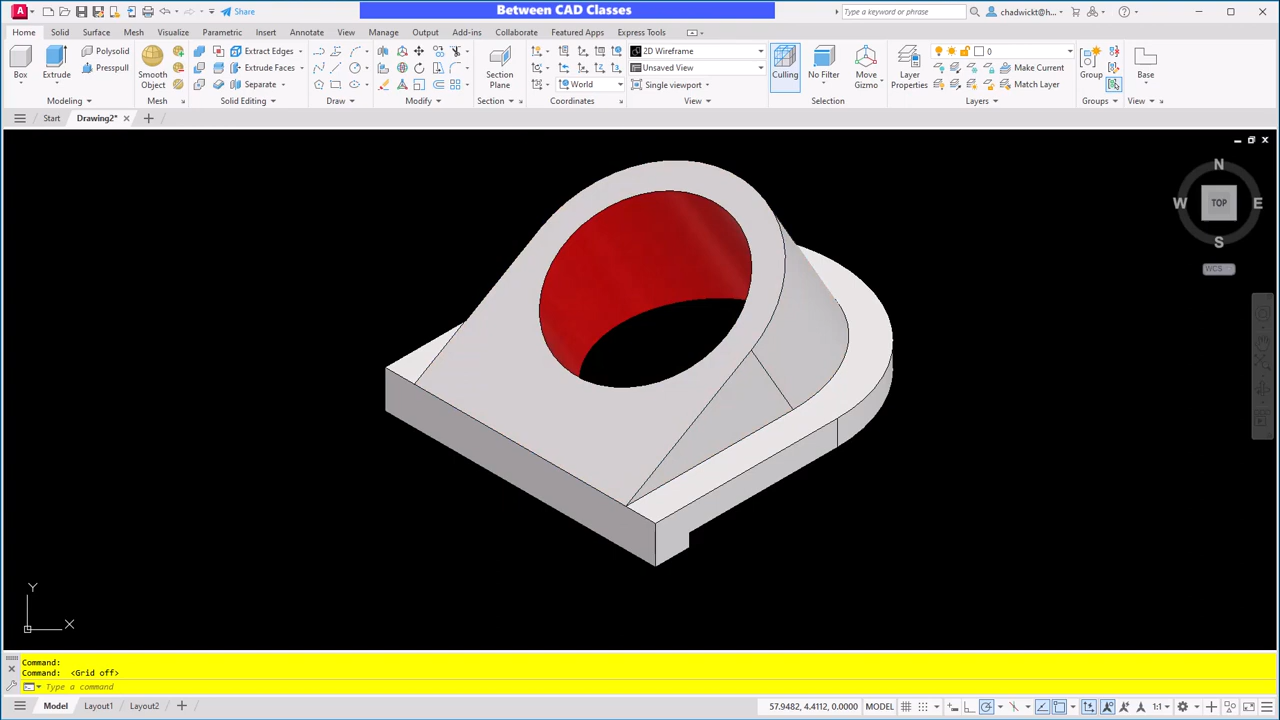 Between CAD Classes
Share
Type a keyword or phrase
chadwickt@h...
Home Solid Surface Mesh Visualize Parametric Insert Annotate View Manage Output Add-ins Collaborate Featured Apps Express Tools
Box
Extrude
Polysolid
Presspull
Modeling
Smooth
Object
Mesh
Extract Edges
Extrude Faces
Separate
Solid Editing
Draw
Modify
Section
Plane
Section
World
Coordinates
2D Wireframe
Unsaved View
Single viewport
View
Culling
No Filter
Move
Gizmo
Selection
Layer
Properties
0
Make Current
Match Layer
Layers
Group
Groups
Base
View
Start Drawing2*
N
W TOP E
S
WCS
Y
X
Command:
Command: <Grid off>
Type a command
Model Layout1 Layout2
57.9482, 4.4112, 0.0000 MODEL 1:1